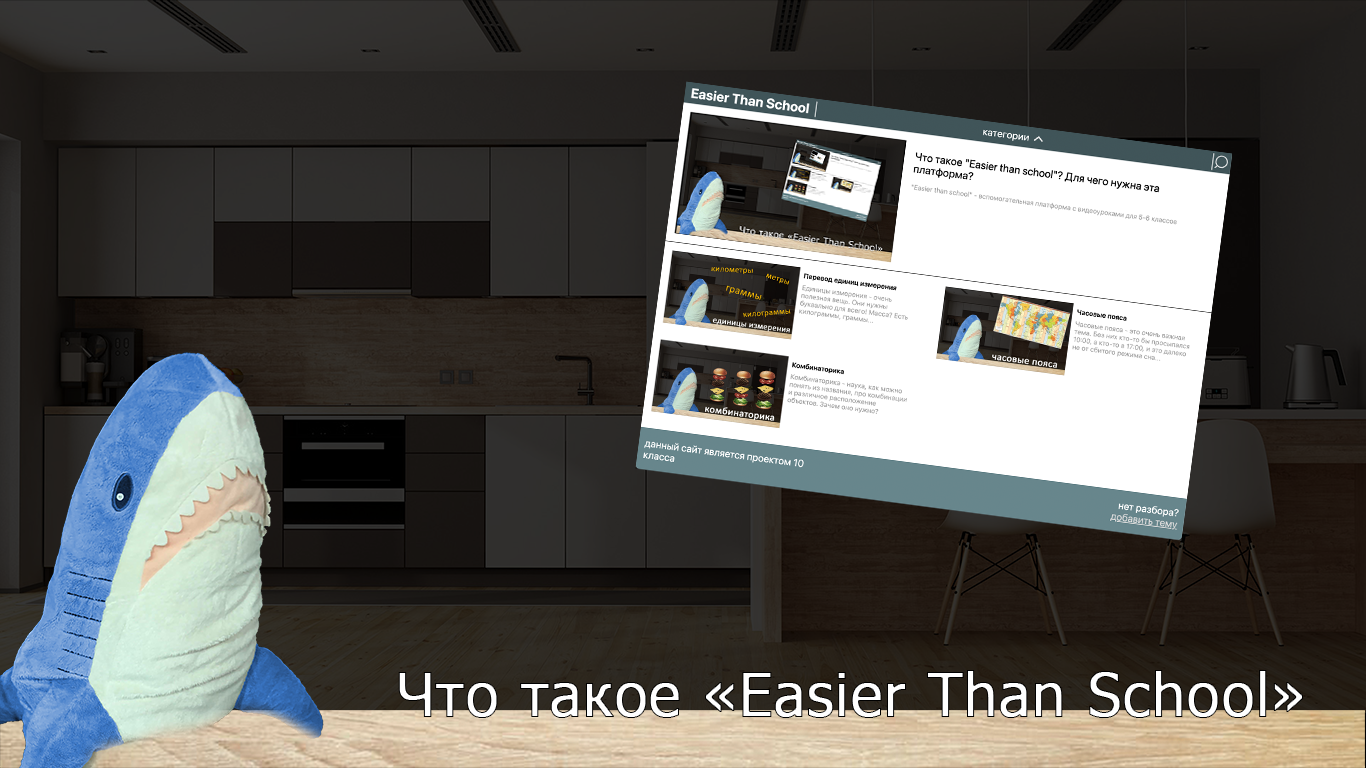 Easier Than School
категории
Что такое "Easier than school"? Для чего нужна эта
платформа?
"Easier than school" - вспомогательная платформа с видеоуроками для 5-6 классов
Что такое «Easier Than School»
километры
метры
граммы
килограммы
единицы измерения
Перевод единиц измерения
Единицы измерения - очень
полезная вещь. Они нужны
буквально для всего! Масса? Есть
килограммы, граммы...
часовые пояса
Часовые пояса
Часовые пояса - это очень важная
тема. Без них кто-то бы просыпался
10:00, а кто-то в 17:00, и это далеко
не от сбитого режима сна...
комбинаторика
Комбинаторика
Комбинаторика - наука, как можно
понять из названия, про комбинации
и различное расположение
объектов. Зачем оно нужно?
данный сайт является проектом 10
класса
нет разбора?
добавить тему
Что такое «Easier Than School»